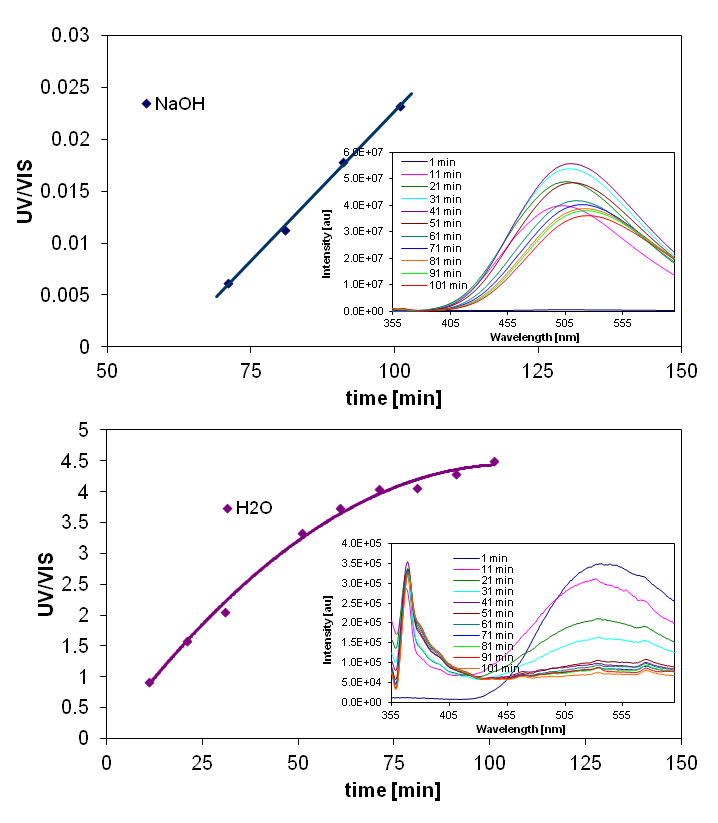 0.03
0.025
0.02
0.015
0.01
0.005
0
UV/VIS
NaOH
50
75
100
125
150
time [min]
6.0E+07
5.0E+07
4.0E+07
3.0E+07
2.0E+07
1.0E+07
0.0E+00
Intensity [au]
1 min
11 min
21 min
31 min
41 min
51 min
61 min
71 min
81 min
91 min
101 min
355
405
455
505
555
Wavelength [nm]
5
4.5
4
3.5
3
2.5
2
1.5
1
0.5
0
UV/VIS
H2O
0
25
50
75
100
125
150
time [min]
4.0E+05
3.5E+05
3.0E+05
2.5E+05
2.0E+05
1.5E+05
1.0E+05
5.0E+04
0.0E+00
Intensity [au]
1 min
11 min
21 min
31 min
41 min
51 min
61 min
71 min
81 min
91 min
101 min
355
405
455
505
555
Wavelength [nm]